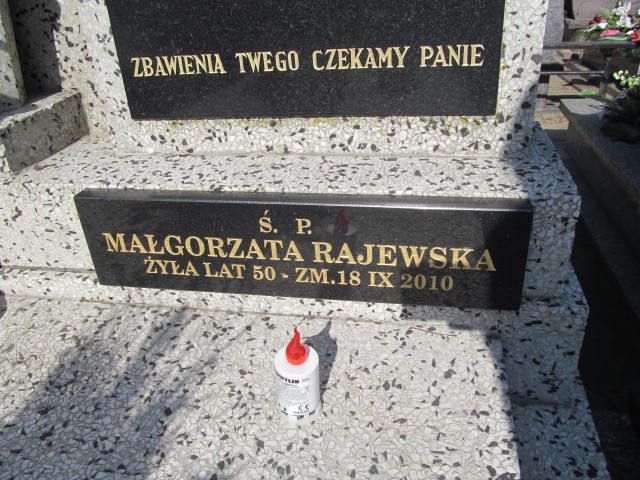 ZBAWIENIA TWEGO CZEKAMY PANIE
Ś. P.
MAŁGORZATA RAJEWSKA
ŻYŁA LAT 50 - ZM.18 IX 2010